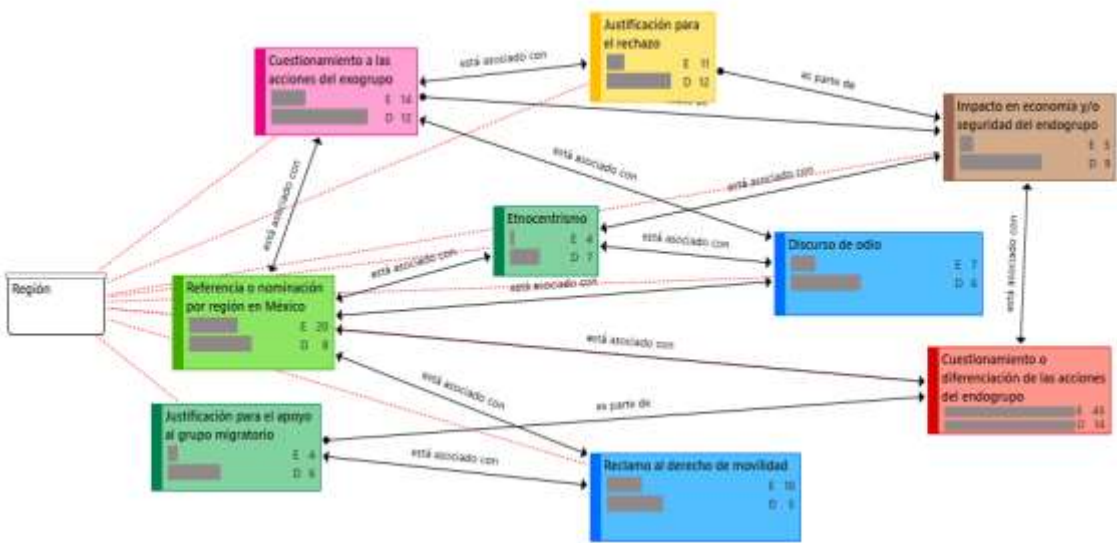 Justificación para
el rechazo
E 11
D 12
Cuestionamiento a las
acciones del exogrupo
E 14
D 12
está asociado con
es parte de
Impacto en economía y/o
seguridad del endogrupo
E 5
D 9
está asociado con
está asociado con
está asociado con
Etnocentrismo
E 4
D 7
está asociado con
Discurso de odio
E 7
D 6
está asociado con
está asociado con
está asociado con
Región
Referencia o nominación
por región en México
E 20
D 8
está asociado con
Cuestionamiento o
diferenciación de las acciones
del endogrupo
E
D 14
está asociado con
es parte de
Justificación para el apoyo
al grupo migratorio
E 4
D 6
está asociado con
Reclamo al derecho de movilidad
E 10
D 5